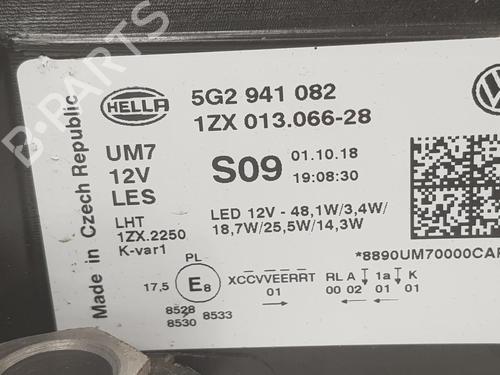 B-PARTS
Made in Czech Republic
HELLA
5G2 941 082
1ZX 013.066-28
UM7
12V
LES
S09
01.10.18
19:08:30
LHT
1ZX.2250
K-var1
LED 12V - 48,1W/3,4W/
18,7W/25,5W/14,3W
*8890UM70000CAR
PL
17,5
E8
8528
8530 8533
XCCVVEERRT RL A 1a K
01 00 02 01 01